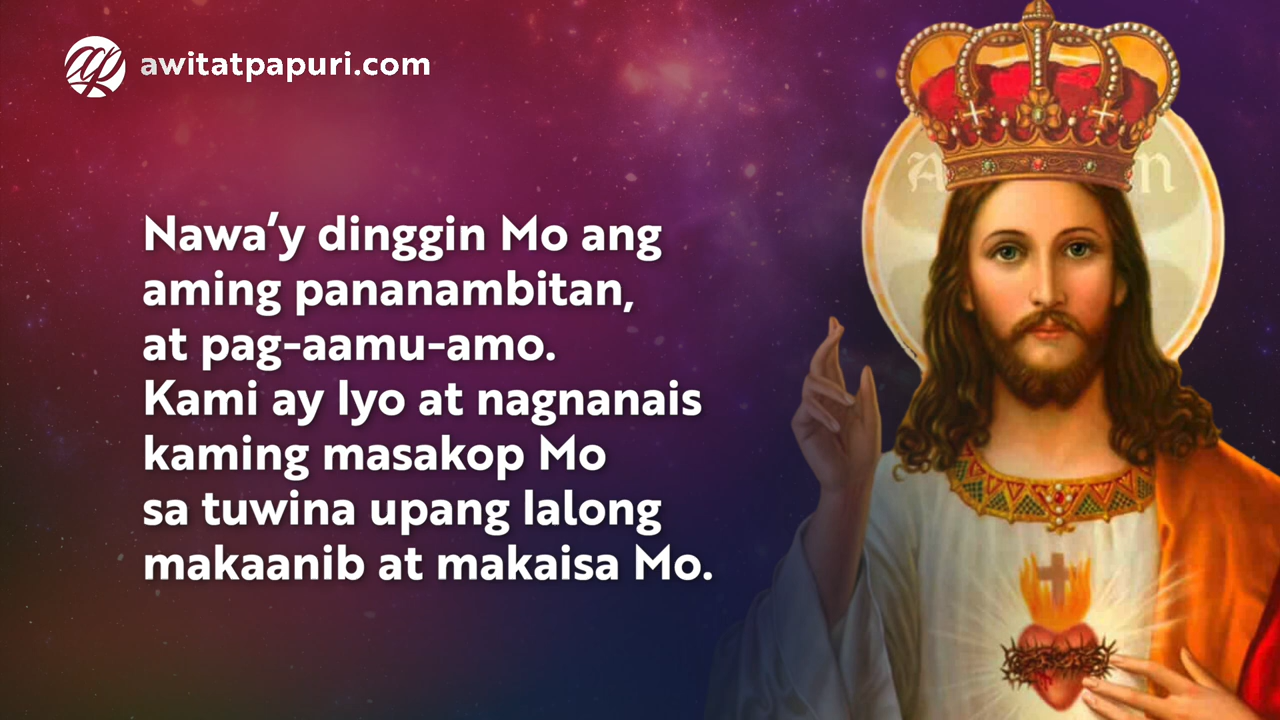 awitatpapuri.com
Nawa’y dinggin Mo ang
aming pananambitan,
at pag-aamu-amo.
Kami ay Iyo at nagnanais
kaming masakop Mo
sa tuwina upang lalong
makaanib at makaisa Mo.